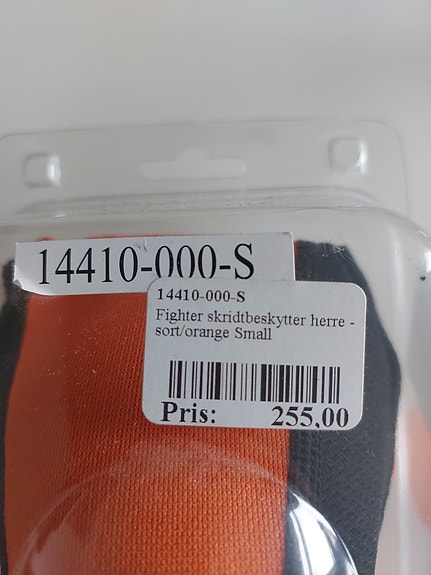 14410-000-S
14410-000-S
Fighter skridtbeskytter herre -
sort/orange Small
Pris: 255,00